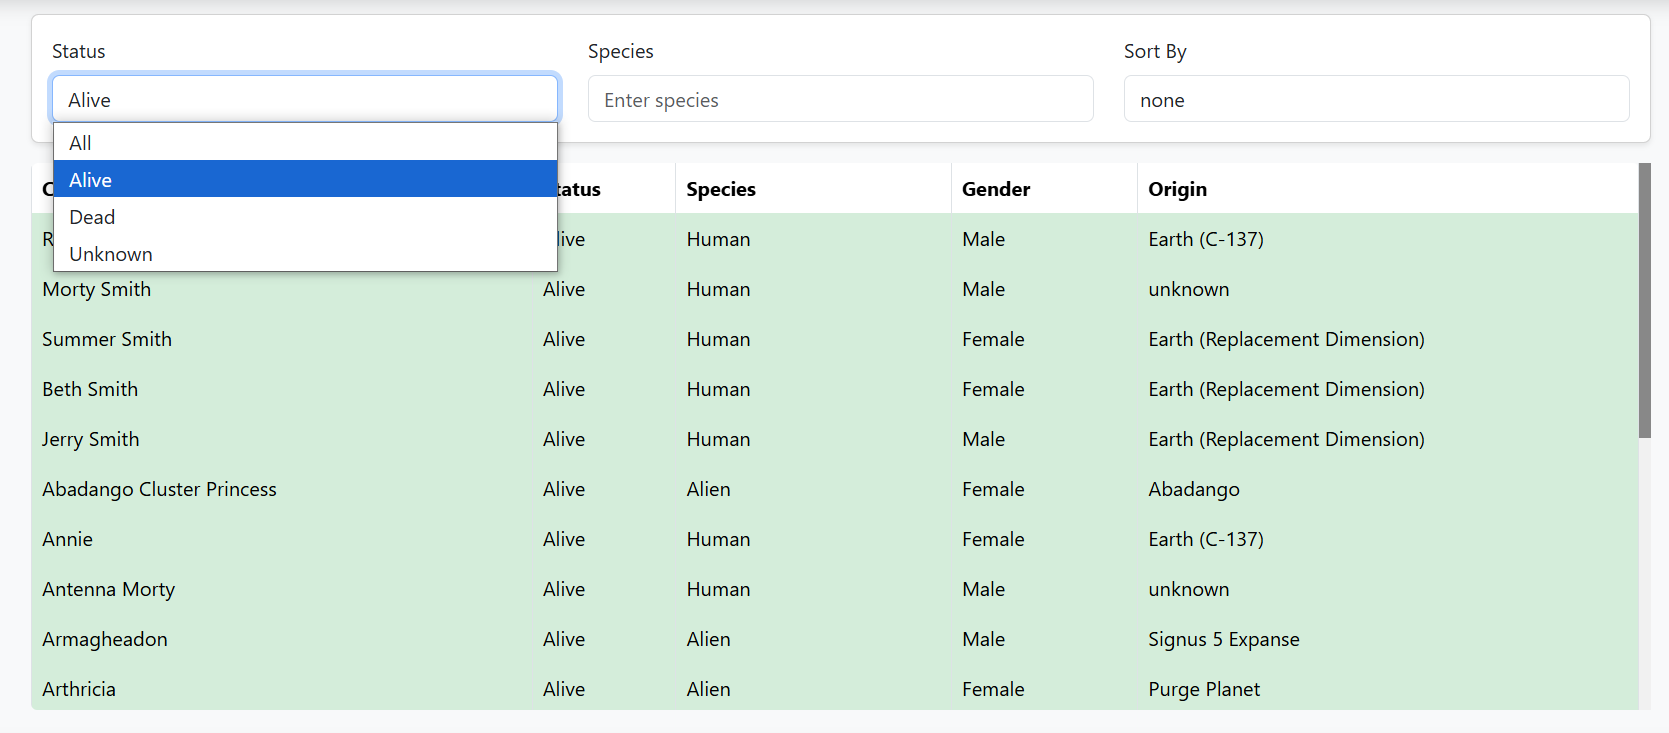 Status Species Sort By
Alive Enter species none
All
Alive
Dead
Unknown
Species Gender Origin
Human Male Earth (C-137)
Morty Smith Alive Human Male unknown
Summer Smith Alive Human Female Earth (Replacement Dimension)
Beth Smith Alive Human Female Earth (Replacement Dimension)
Jerry Smith Alive Human Male Earth (Replacement Dimension)
Abadango Cluster Princess Alive Alien Female Abadango
Annie Alive Human Female Earth (C-137)
Antenna Morty Alive Human Male unknown
Armagheadon Alive Alien Male Signus 5 Expanse
Arthricia Alive Alien Female Purge Planet